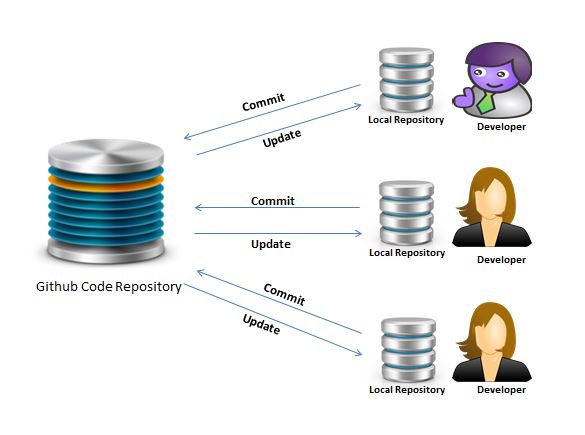 Commit
Update
Local Repository
Developer
Commit
Update
Local Repository
Developer
Github Code Repository
Commit
Update
Local Repository
Developer